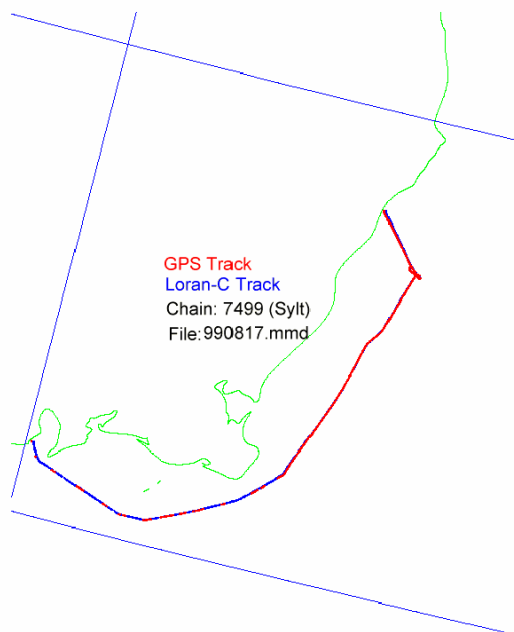 GPS Track
Loran-C Track
Chain: 7499 (Sylt)
File: 990817.mmd